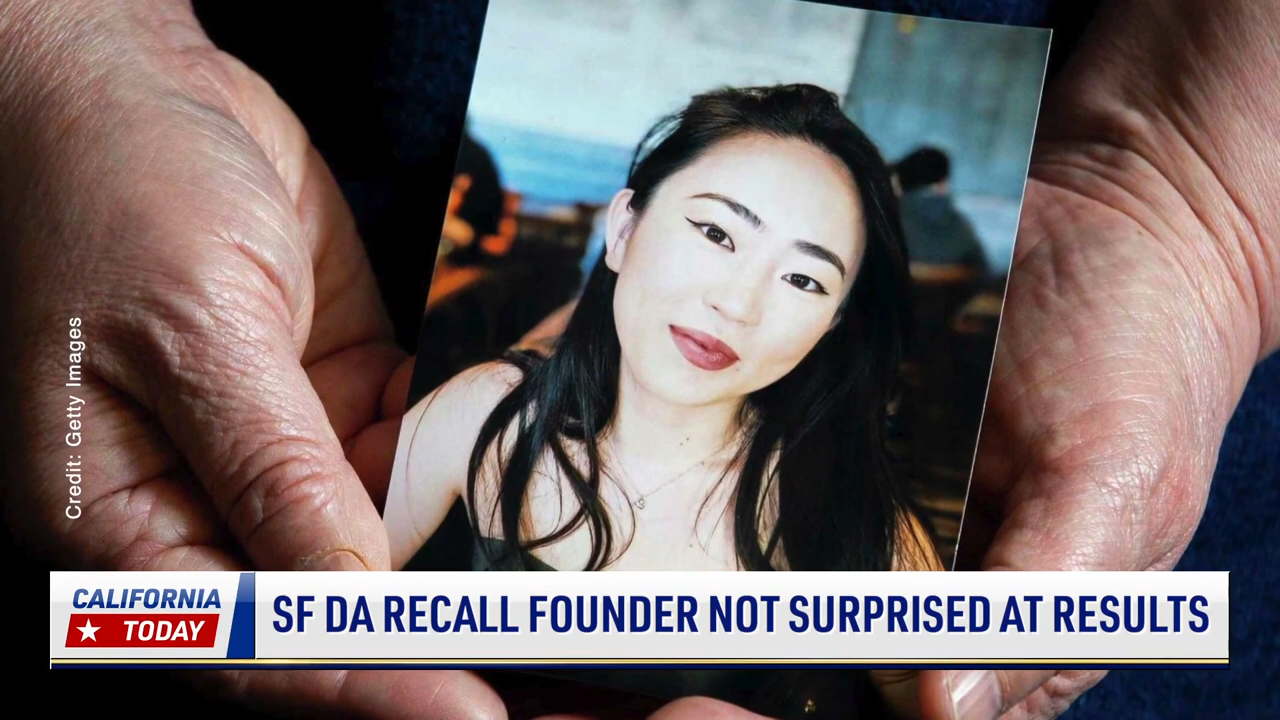 Credit: Getty Images
CALIFORNIA
TODAY
SF DA RECALL FOUNDER NOT SURPRISED AT RESULTS